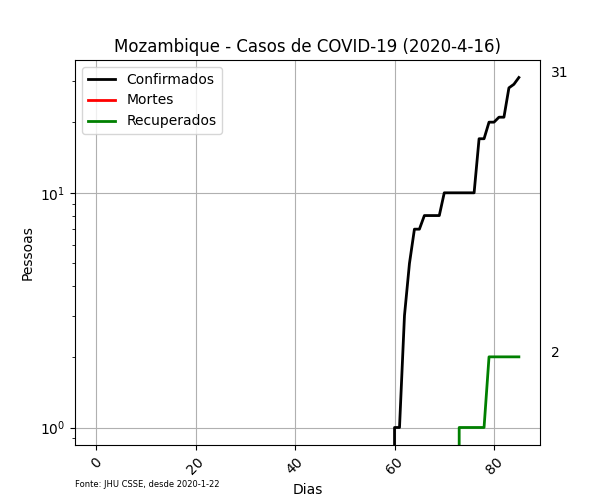 Mozambique - Casos de COVID-19 (2020-4-16)
Confirmados
Mortes
Recuperados
31
2
10¹
10⁰
Pessoas
0 20 40 60 80
Dias
Fonte: JHU CSSE, desde 2020-1-22